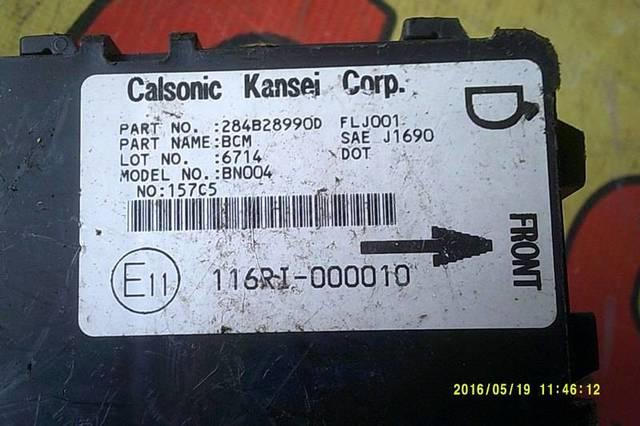 Calsonic Kansei Corp.
PART NO. :284B28990D FLJ001
PART NAME:BCM SAE J1690
LOT NO. :6714 DOT
MODEL NO.:BN004
NO:157C5
D
FRONT
E11 116RI-000010
2016/05/19 11:46:12